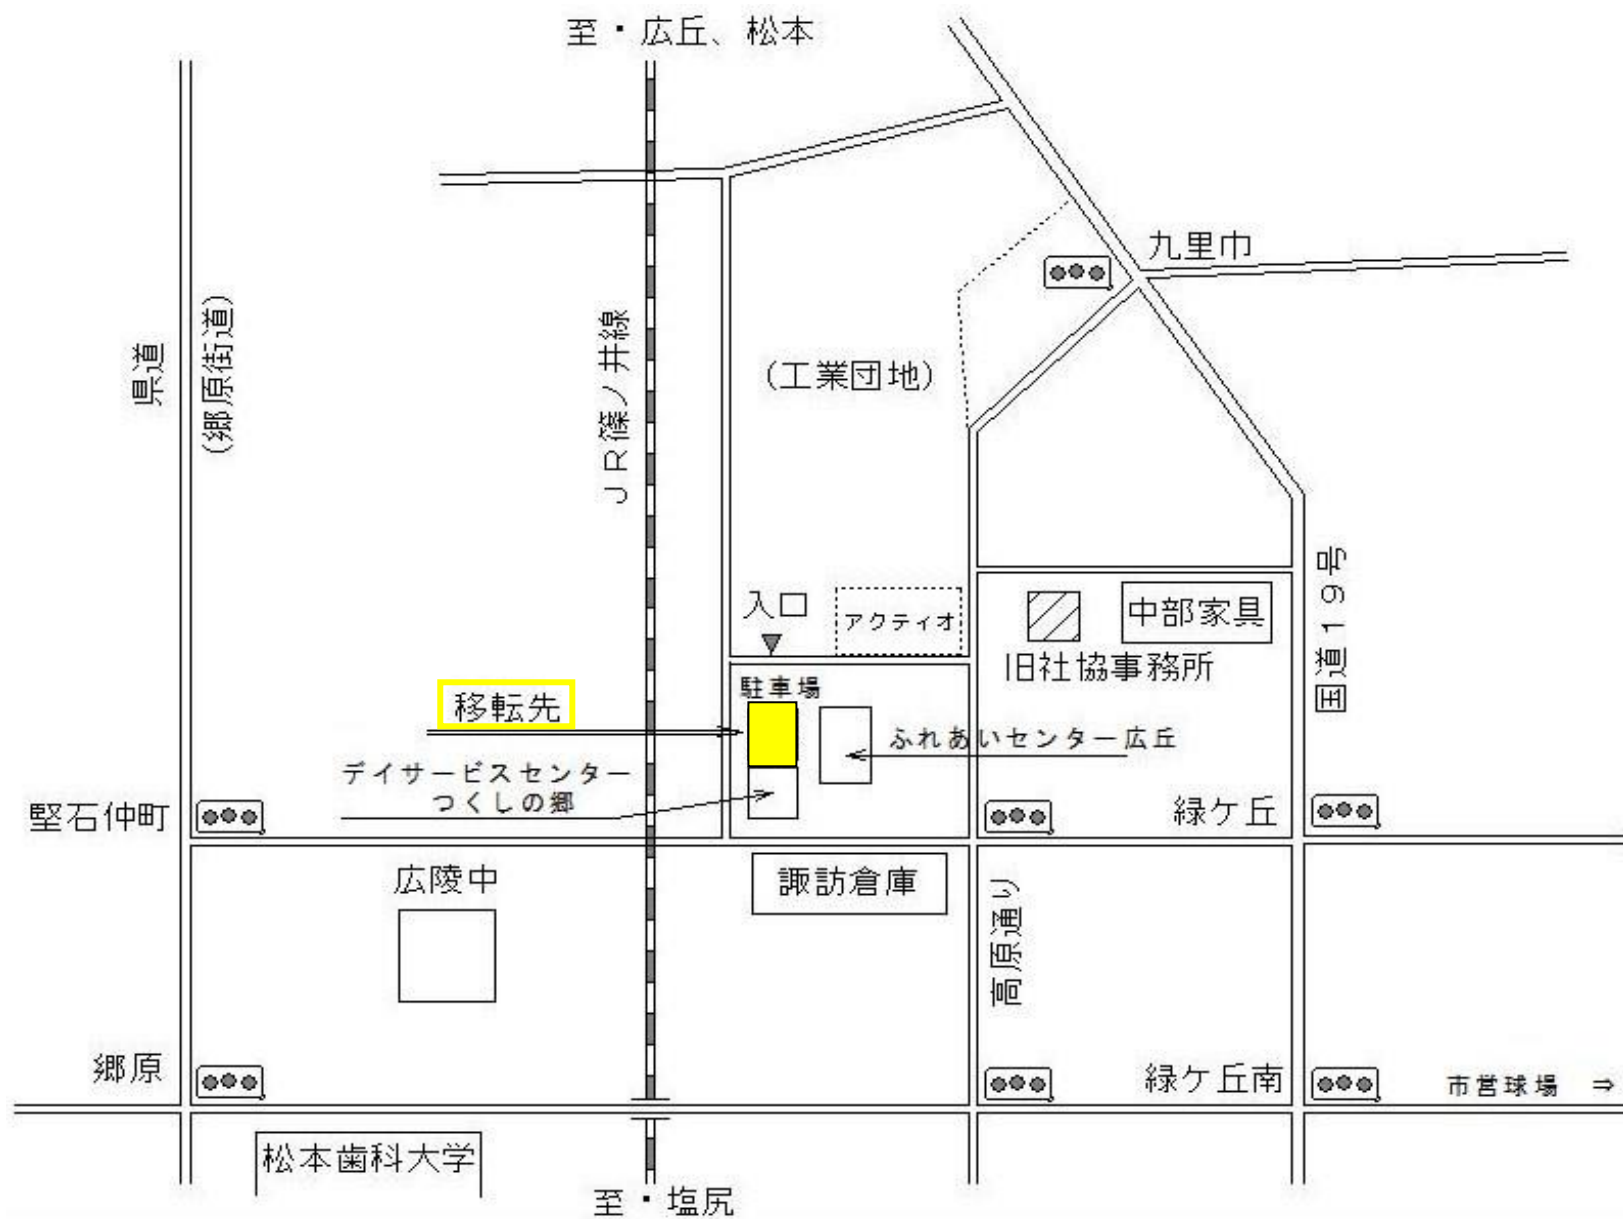 至・広丘、松本
九里巾
県道
(郷原街道)
ＪＲ篠ノ井線
(工業団地)
国道１９号
入口
アクティオ
中部家具
旧社協事務所
駐車場
移転先
ふれあいセンター広丘
デイサービスセンター
つくしの郷
堅石仲町
緑ケ丘
広陵中
諏訪倉庫
高原通り
郷原
緑ケ丘南
市営球場 ⇒
松本歯科大学
至・塩尻